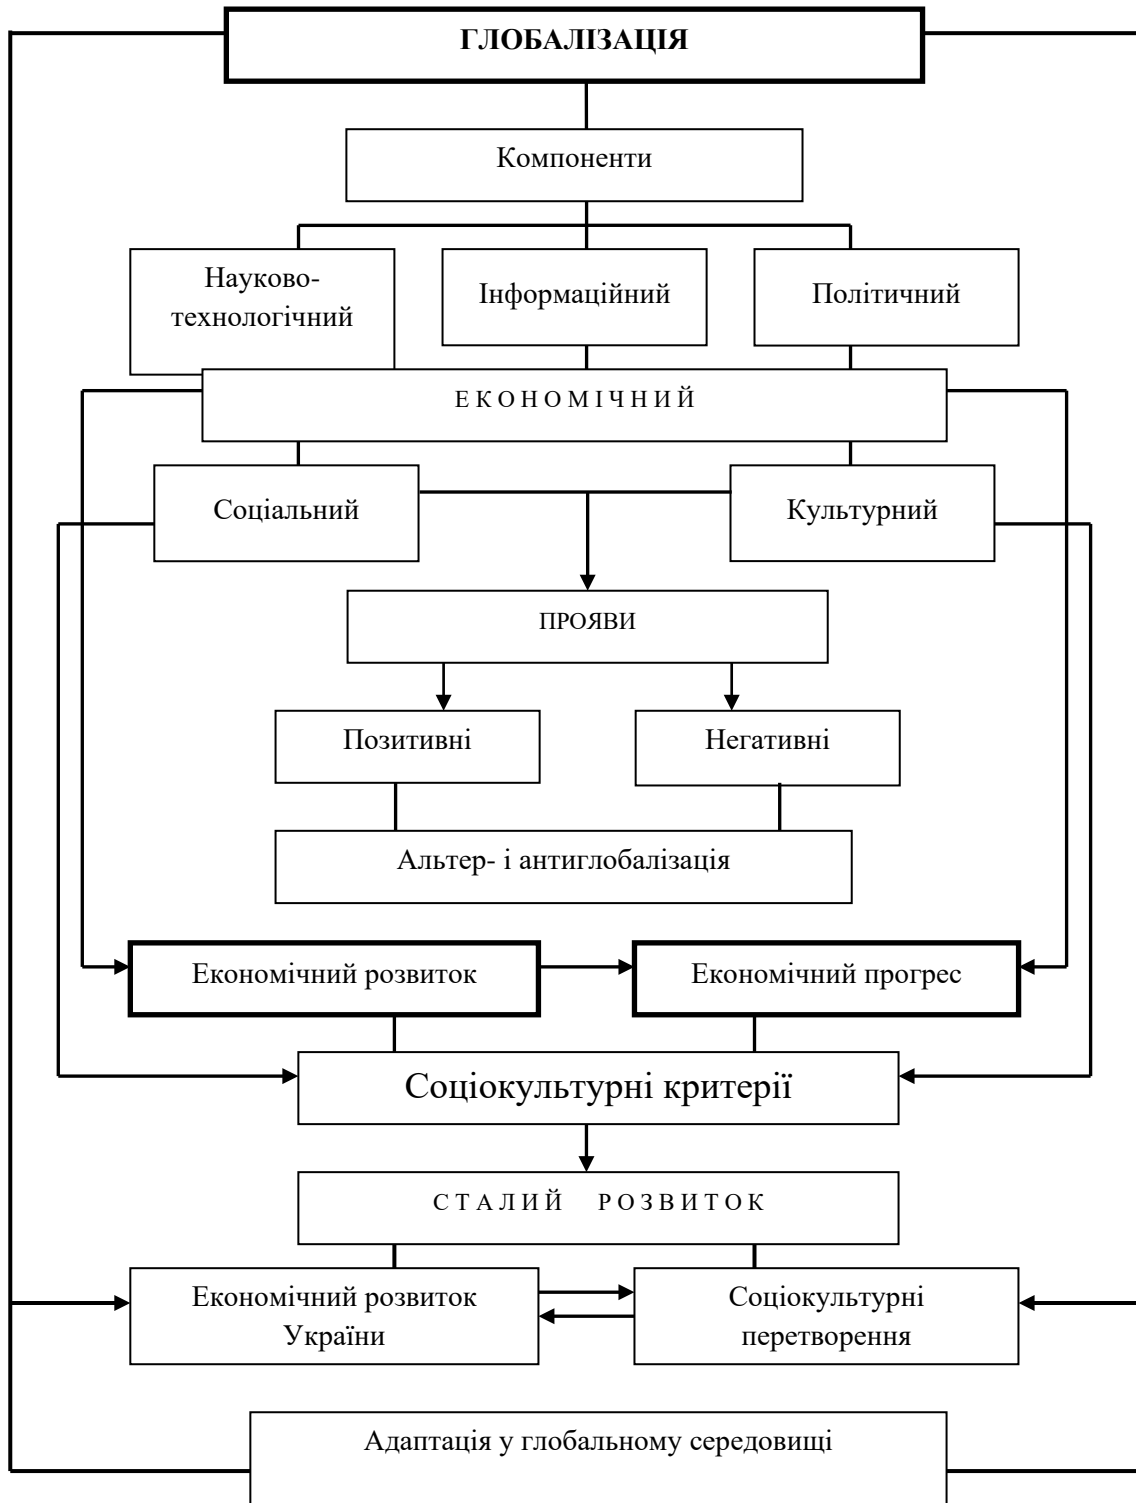 ГЛОБАЛІЗАЦІЯ
Компоненти
Науково-
технологічний
Інформаційний
Політичний
Е К О Н О М І Ч Н И Й
Соціальний
Культурний
ПРОЯВИ
Позитивні
Негативні
Альтер- і антиглобалізація
Економічний розвиток
Економічний прогрес
Соціокультурні критерії
С Т А Л И Й Р О З В И Т О К
Економічний розвиток
України
Соціокультурні
перетворення
Адаптація у глобальному середовищі